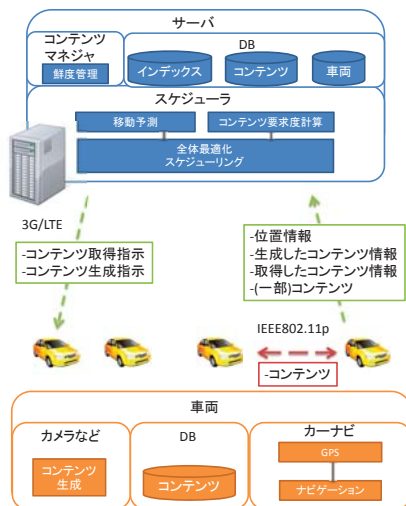 サーバ
コンテンツ
マネジャ
鮮度管理
DB
インデックス
コンテンツ
車両
スケジューラ
移動予測
コンテンツ要求度計算
全体最適化
スケジューリング
3G/LTE
-コンテンツ取得指示
-コンテンツ生成指示
-位置情報
-生成したコンテンツ情報
-取得したコンテンツ情報
-(一部)コンテンツ
IEEE802.11p
-コンテンツ
車両
カメラなど
コンテンツ
生成
DB
コンテンツ
カーナビ
GPS
ナビゲーション